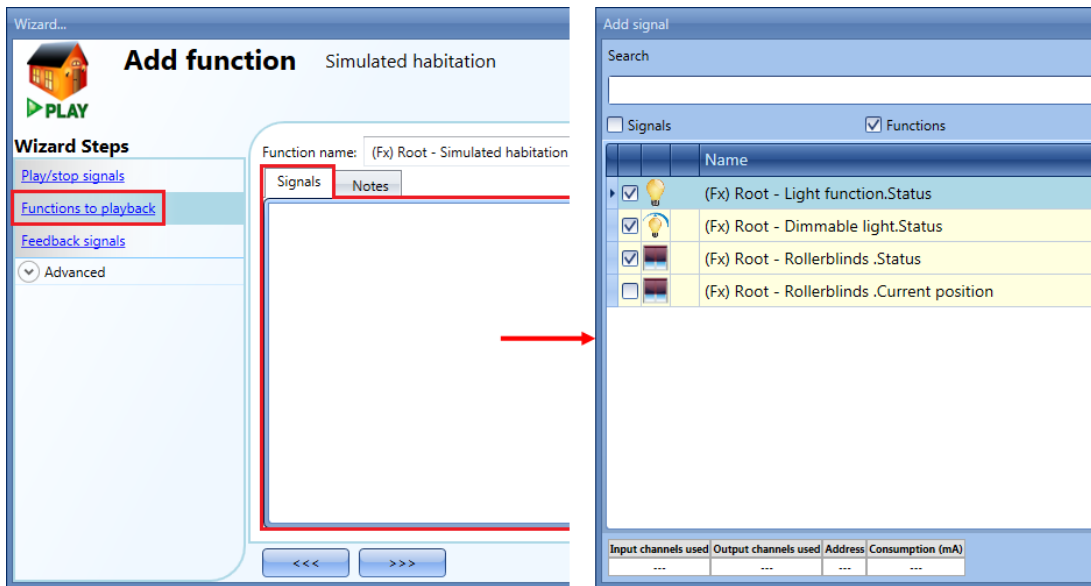 Wizard...
Add function Simulated habitation
PLAY
Wizard Steps
Play/stop signals
Functions to playback
Feedback signals
Advanced
Function name: (Fx) Root - Simulated habitation
Signals Notes
<<< >>>
Add signal
Search
Signals Functions
Name
(Fx) Root - Light function.Status
(Fx) Root - Dimmable light.Status
(Fx) Root - Rollerblinds .Status
(Fx) Root - Rollerblinds .Current position
Input channels used Output channels used Address Consumption (mA)
--- --- --- ---